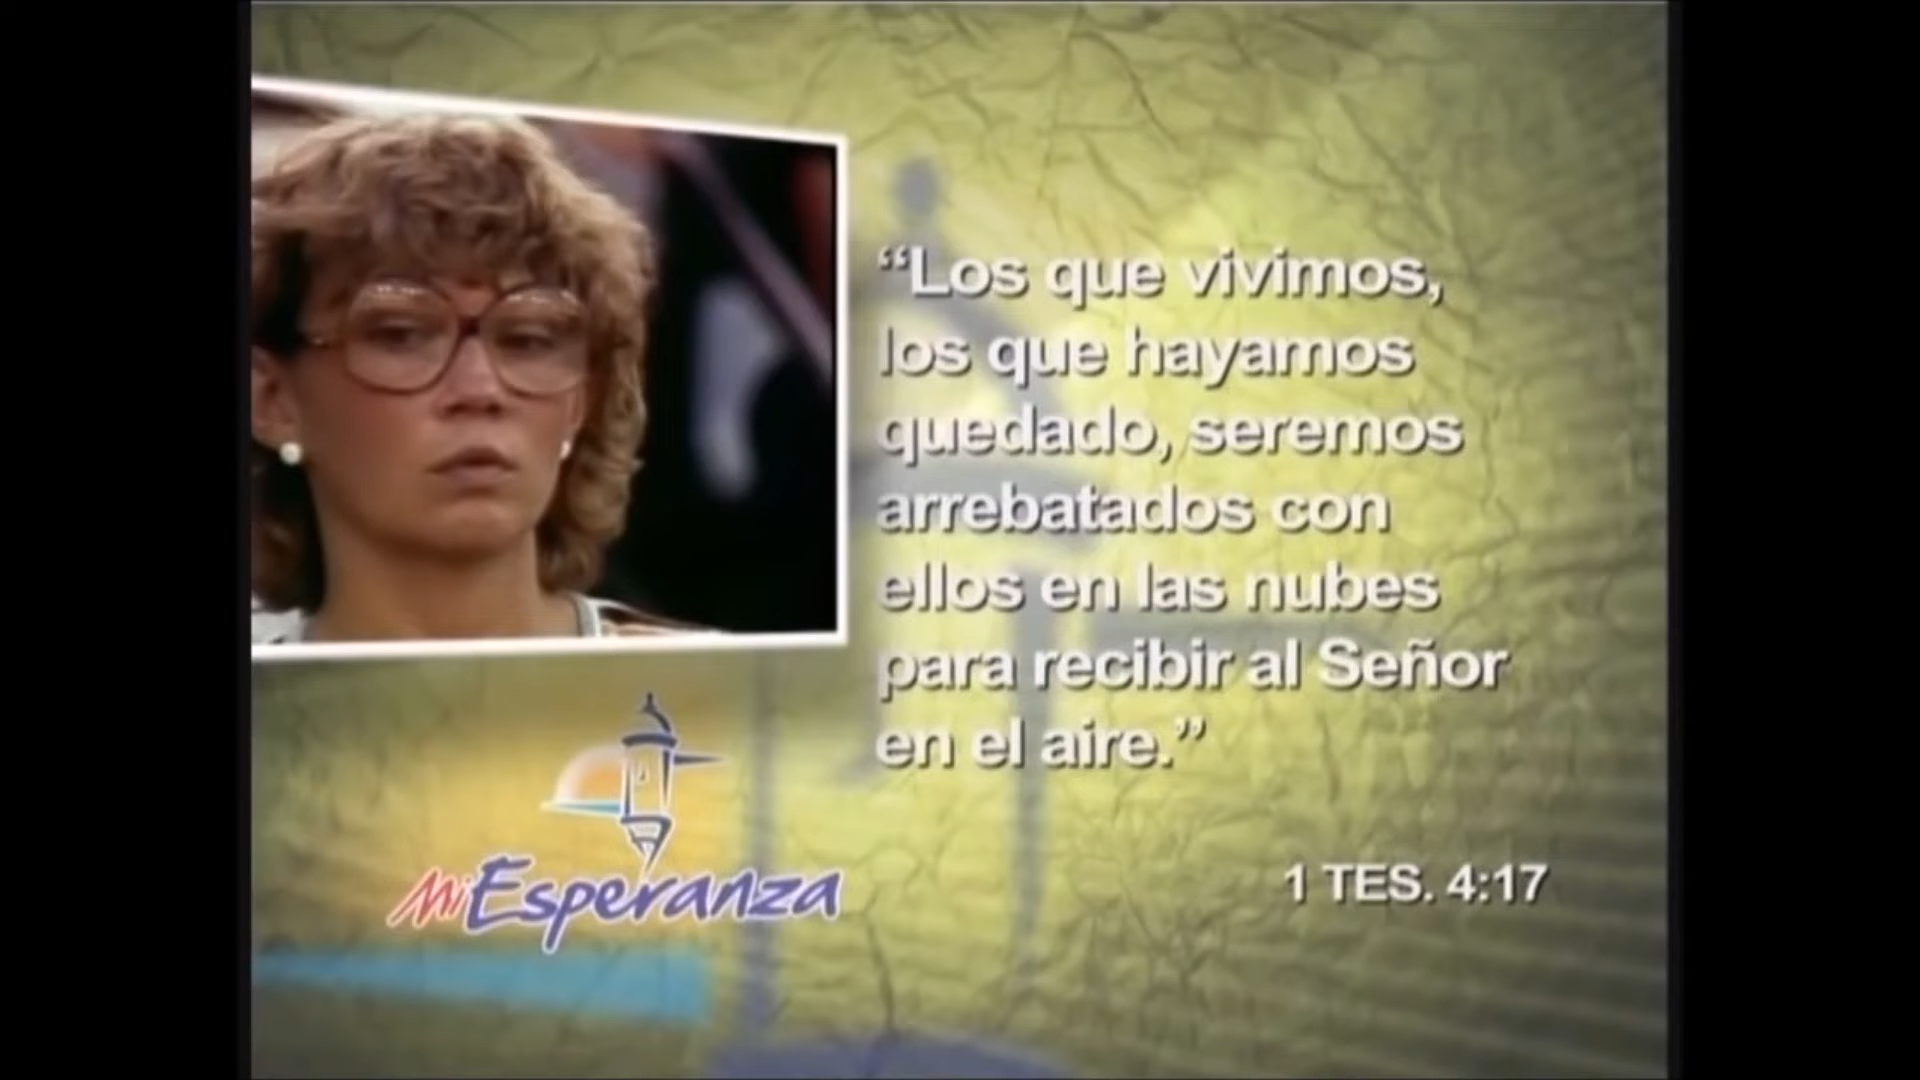 “Los que vivimos,
los que hayamos
quedado, seremos
arrebatados con
ellos en las nubes
para recibir al Señor
en el aire.”
1 TES. 4:17
Mi Esperanza